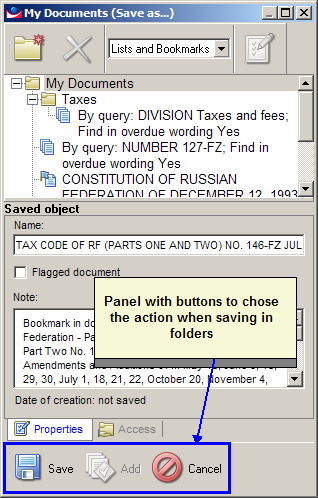 My Documents (Save as...)
Lists and Bookmarks
My Documents
Taxes
By query: DIVISION Taxes and fees;
Find in overdue wording Yes
By query: NUMBER 127-FZ; Find in
overdue wording Yes
CONSTITUTION OF RUSSIAN
FEDERATION OF DECEMBER 12, 1993
Saved object
Name:
TAX CODE OF RF (PARTS ONE AND TWO) NO. 146-FZ JUL
Flagged document
Note:
Panel with buttons to chose
the action when saving in
folders
Bookmark in do
Federation - Pa
Part Two No. 1
Amendments
29, 30, July 1, 18, 21, 22, October 20, November 4,
Date of creation: not saved
Properties
Access
Save
Add
Cancel